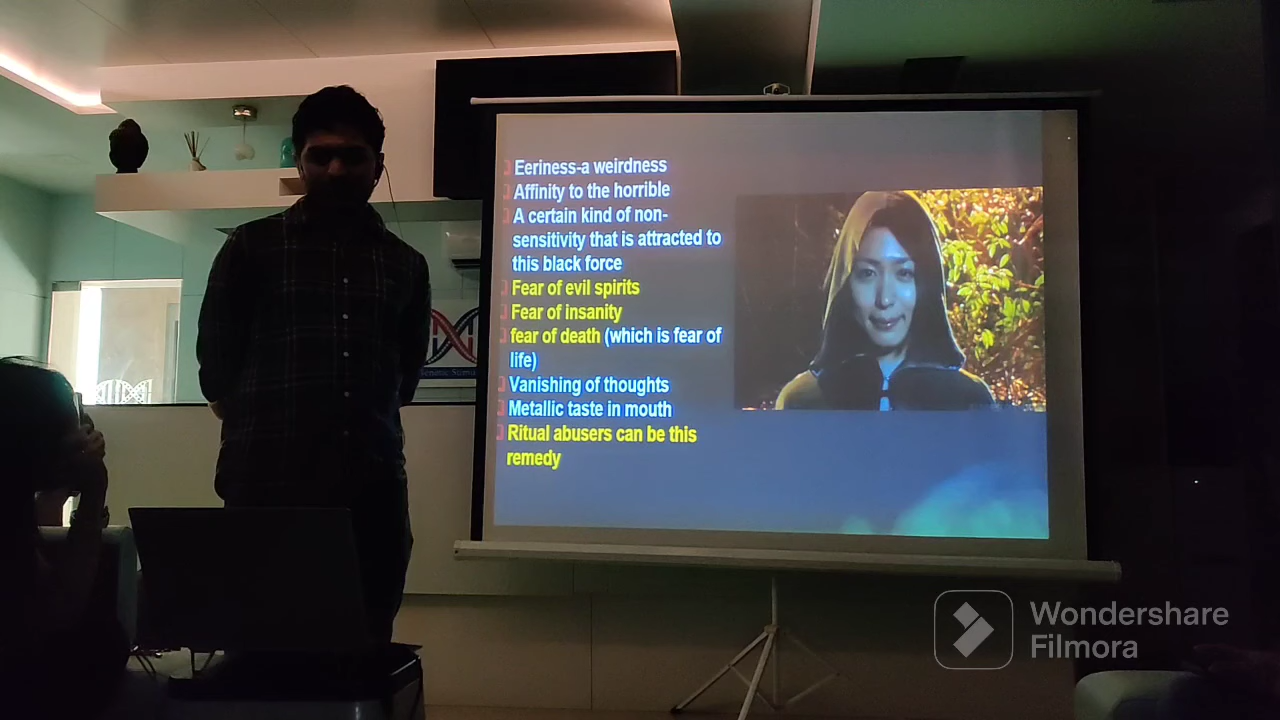 Eeriness-a weirdness
Affinity to the horrible
A certain kind of non-
sensitivity that is attracted to
this black force
Fear of evil spirits
Fear of insanity
fear of death (which is fear of
life)
Vanishing of thoughts
Metallic taste in mouth
Ritual abusers can be this
remedy
Wondershare
Filmora